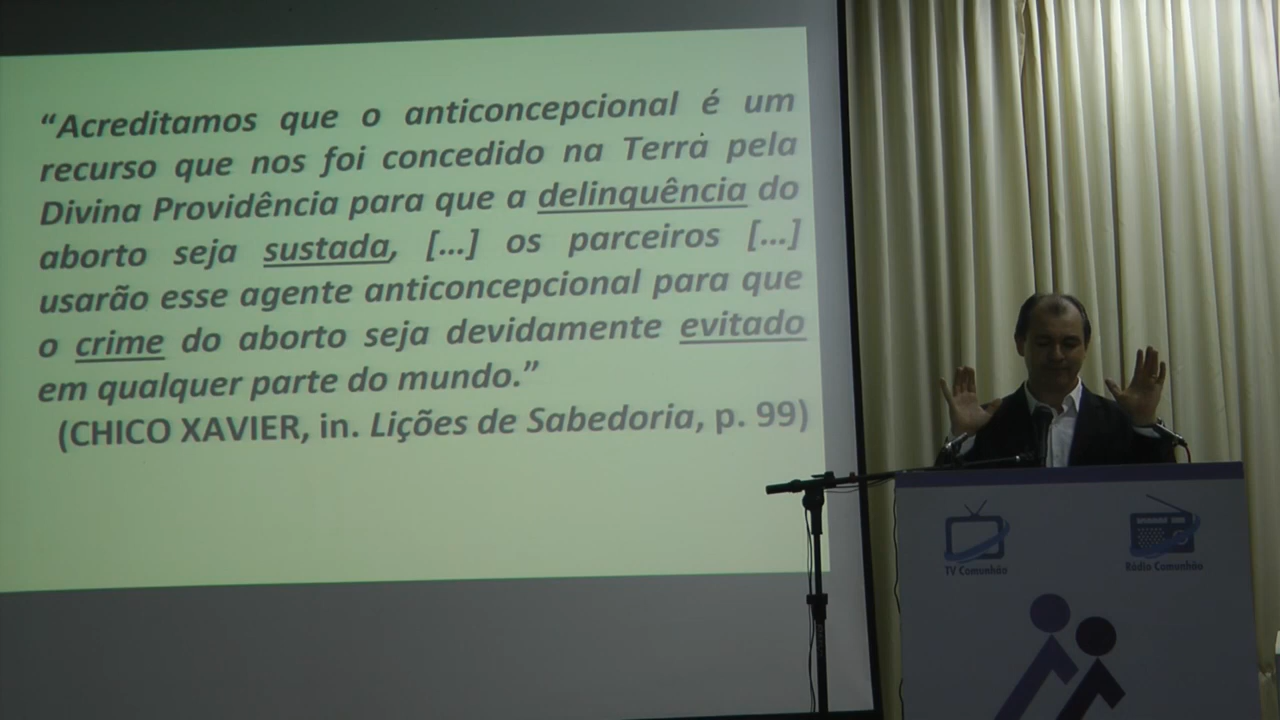 “Acreditamos que o anticoncepcional é um
recurso que nos foi concedido na Terra pela
Divina Providência para que a delinquência do
aborto seja sustada, [...] os parceiros [...]
usarão esse agente anticoncepcional para que
o crime do aborto seja devidamente evitado
em qualquer parte do mundo.”
(CHICO XAVIER, in. Lições de Sabedoria, p. 99)
TV Comunhão
Rádio Comunhão